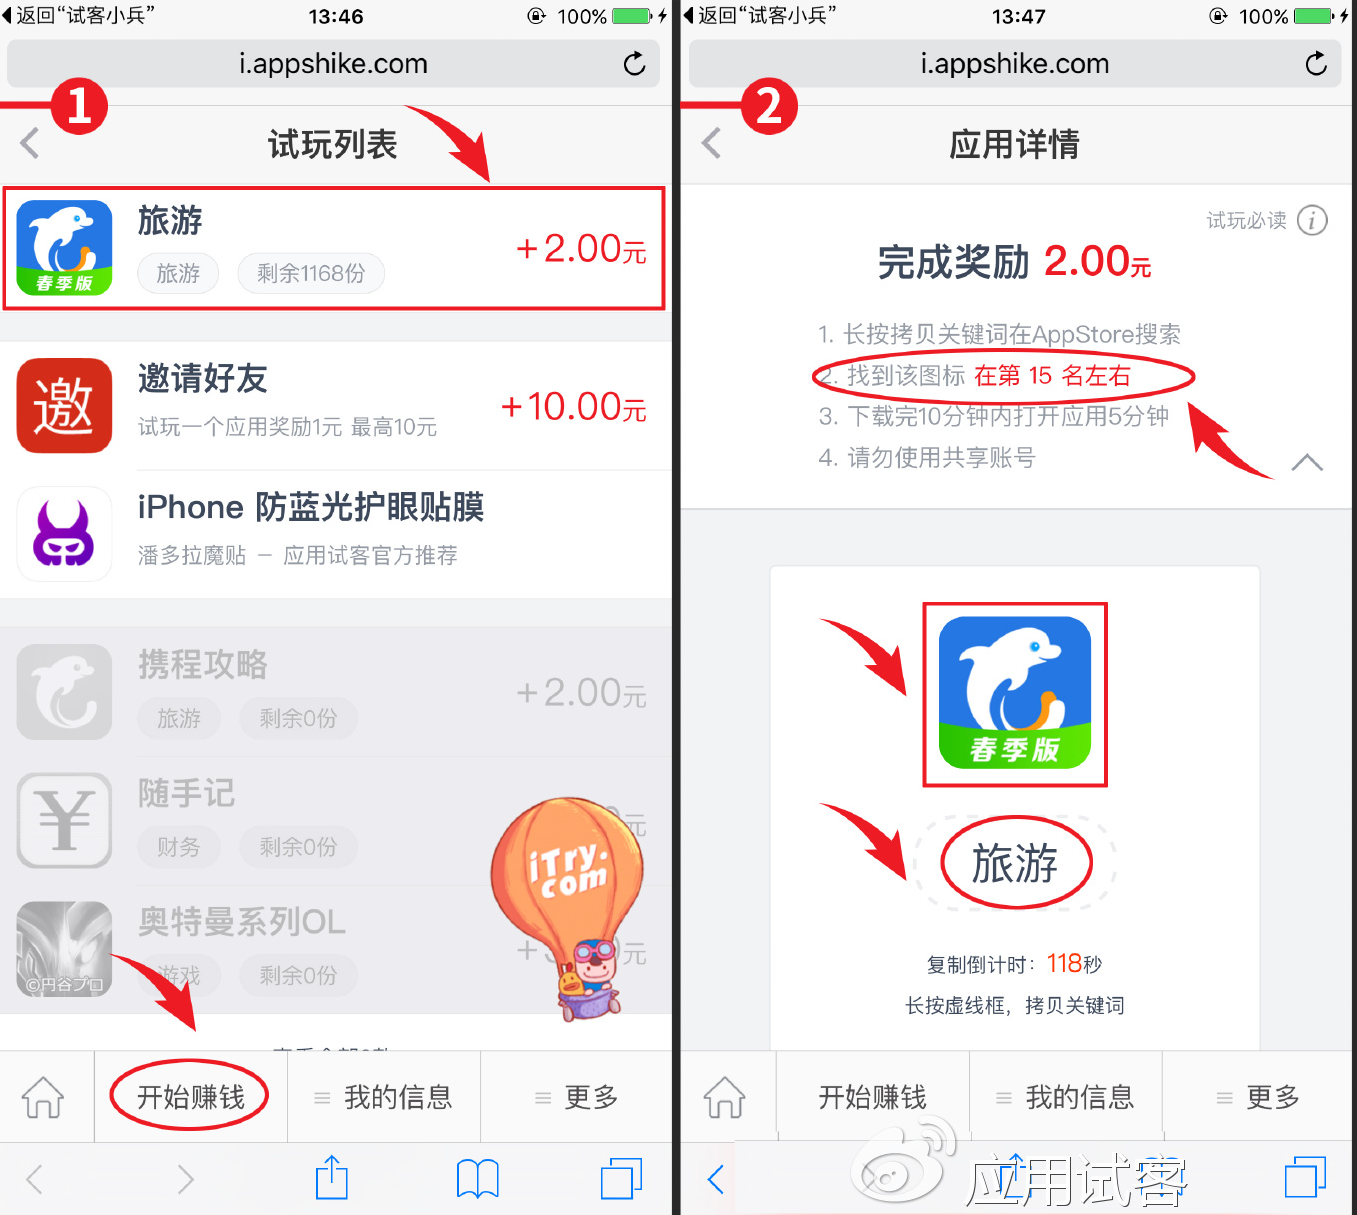 返回“试客小兵”
13:46
100%
i.appshike.com
1
试玩列表
旅游
旅游
剩余1168份
+2.00元
春季版
邀请好友
邀
试玩一个应用奖励1元 最高10元
+10.00元
iPhone 防蓝光护眼贴膜
潘多拉魔贴 — 应用试客官方推荐
携程攻略
旅游
剩余0份
+2.00元
随手记
¥
财务
剩余0份
元
iTry.
com
奥特曼系列OL
©円谷プロ
游戏
剩余0份
元
开始赚钱
我的信息
更多
返回“试客小兵”
13:47
100%
i.appshike.com
2
应用详情
试玩必读
i
完成奖励 2.00元
1. 长按拷贝关键词在AppStore搜索
2. 找到该图标 在第 15 名左右
3. 下载完10分钟内打开应用5分钟
4. 请勿使用共享账号
春季版
旅游
复制倒计时：118秒
长按虚线框，拷贝关键词
开始赚钱
我的信息
更多
应用试客